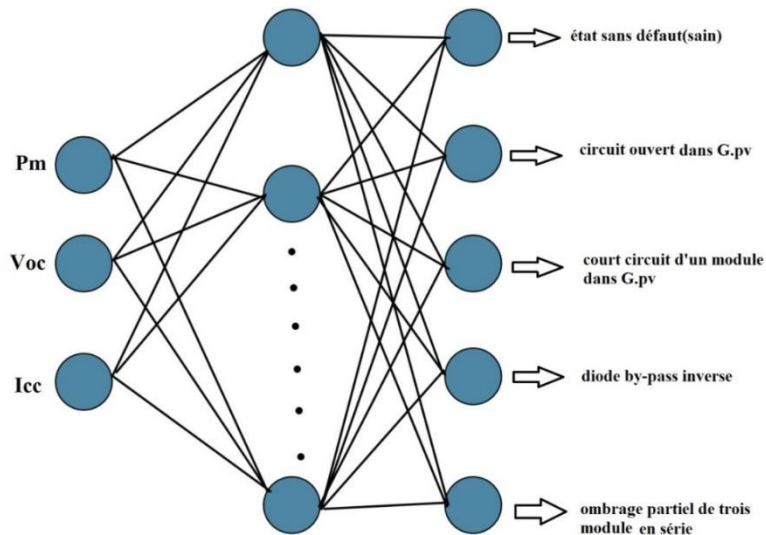 Pm
Voc
Icc
état sans défaut(sain)
circuit ouvert dans G.pv
court circuit d'un module
dans G.pv
diode by-pass inverse
ombrage partiel de trois
module en série